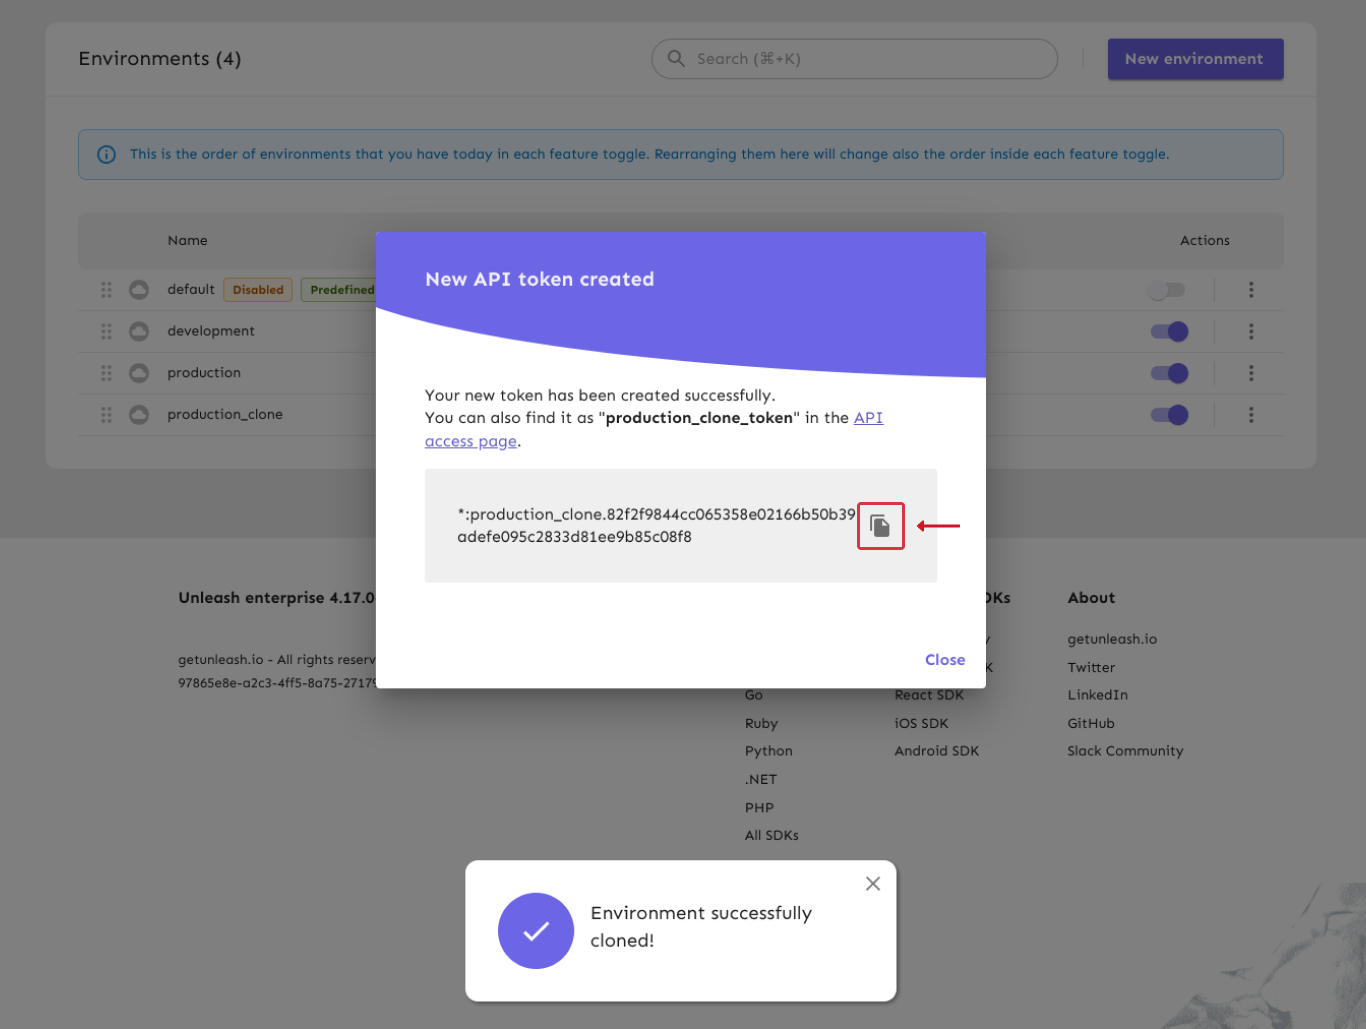 Environments (4)
Search (⌘+K)
New environment
This is the order of environments that you have today in each feature toggle. Rearranging them here will change also the order inside each feature toggle.
Name
Actions
default
Disabled
Predefined
development
production
production_clone
New API token created
Your new token has been created successfully.
You can also find it as "production_clone_token" in the API
access page.
*:production_clone.82f2f9844cc065358e02166b50b39
adefe095c2833d81ee9b85c08f8
Close
Unleash enterprise 4.17.0
getunleash.io - All rights reserv
97865e8e-a2c3-4ff5-8a75-27179
Go
Ruby
Python
.NET
PHP
All SDKs
DKs
React SDK
iOS SDK
Android SDK
About
getunleash.io
Twitter
LinkedIn
GitHub
Slack Community
Environment successfully
cloned!